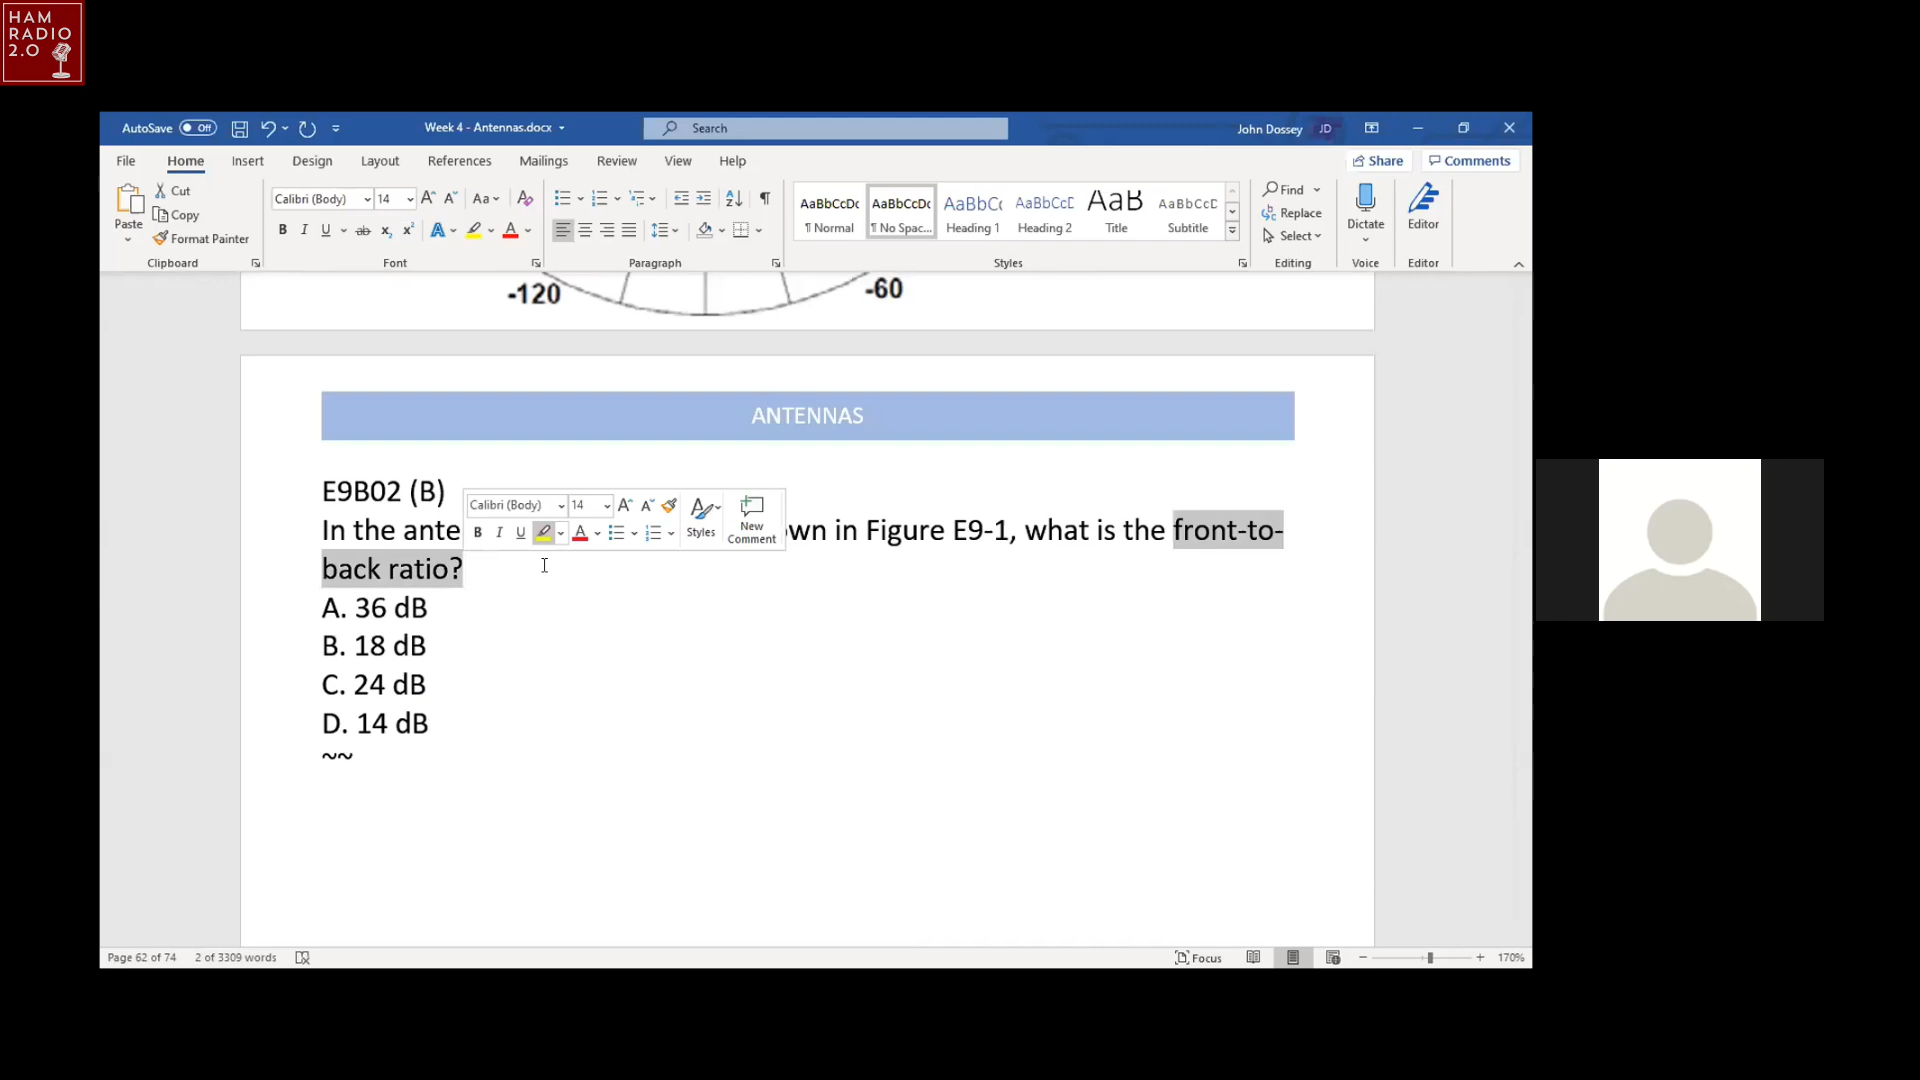 HAM
RADIO
2.0
AutoSave Off
Week 4 - Antennas.docx
Search
John Dossey JD
File Home Insert Design Layout References Mailings Review View Help
Share Comments
Paste
Cut
Copy
Format Painter
Clipboard
Calibri (Body) 14
Font
Paragraph
AaBbCcDc AaBbCcDc AaBbCc AaBbCcD AaB AaBbCcD
¶ Normal ¶ No Spac... Heading 1 Heading 2 Title Subtitle
Styles
Find
Replace
Select
Editing
Dictate
Voice
Editor
Editor
-120 -60
ANTENNAS
E9B02 (B)
In the ante wn in Figure E9-1, what is the front-to-
back ratio?
Calibri (Body) 14
Styles
New
Comment
A. 36 dB
B. 18 dB
C. 24 dB
D. 14 dB
~~
Page 62 of 74 2 of 3309 words
Focus
170%